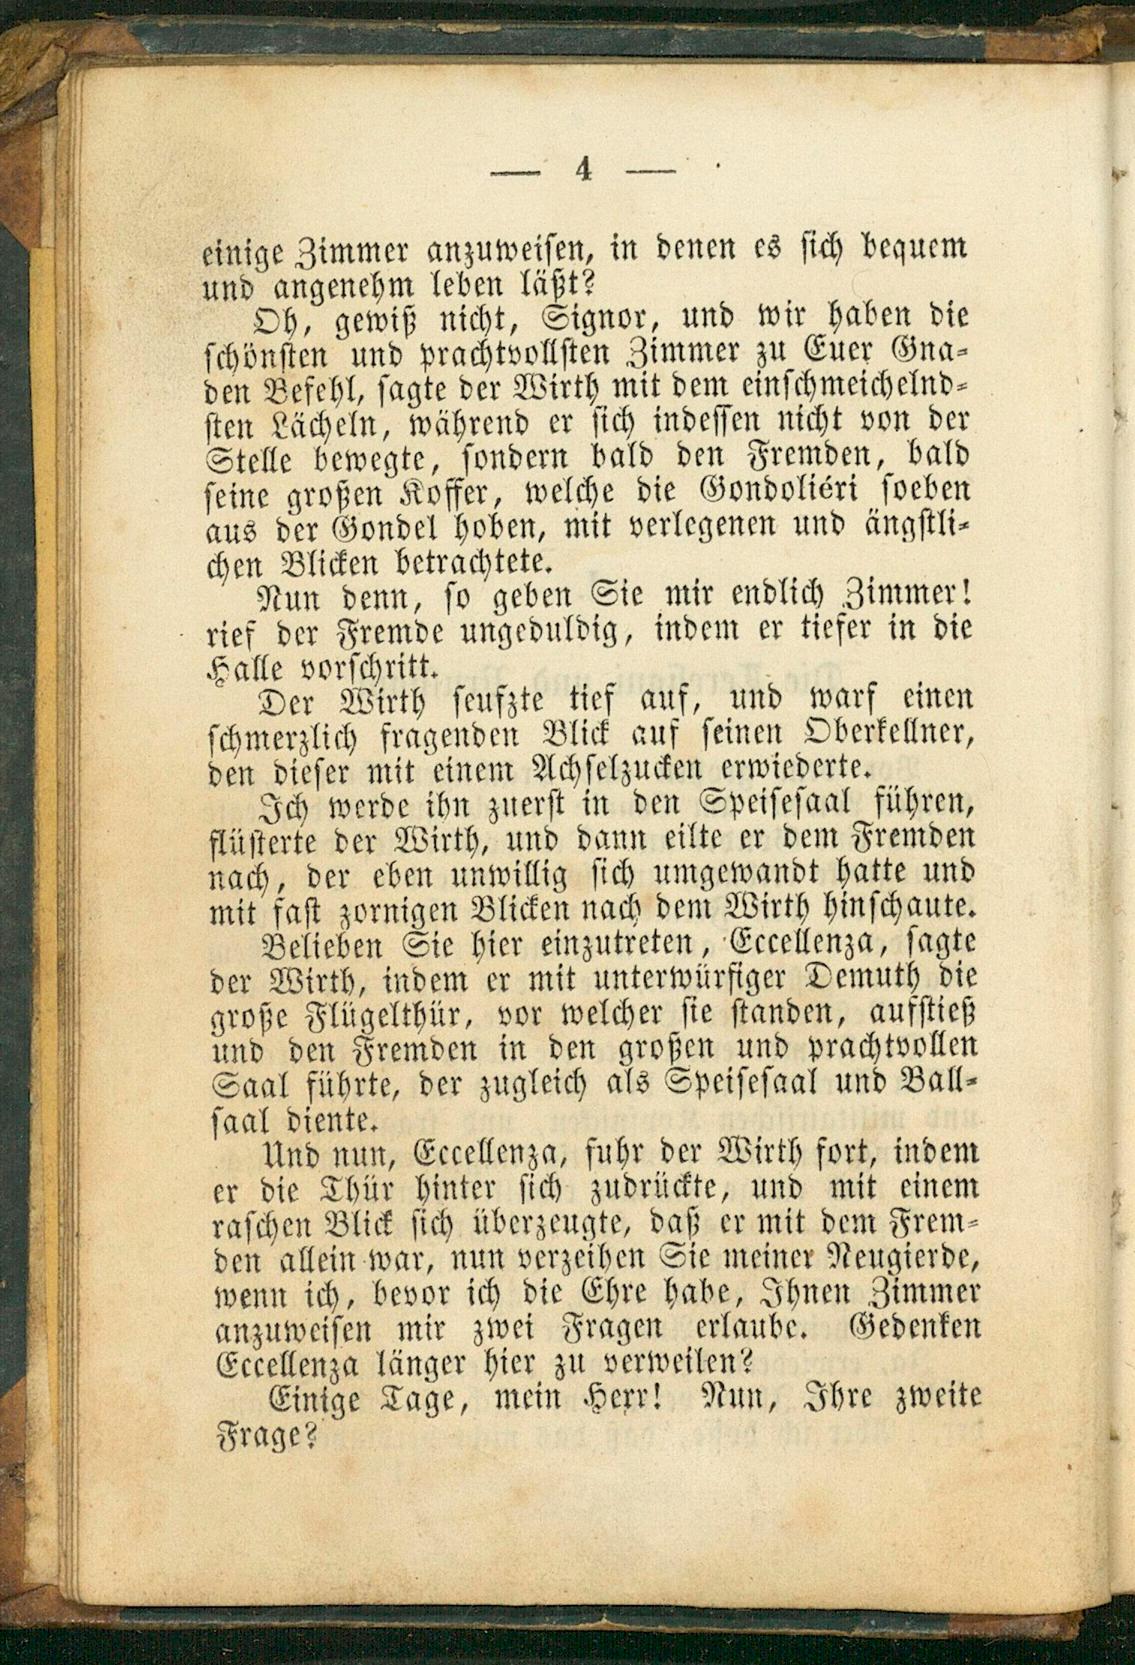 — 4 —
einige Zimmer anzuweisen, in denen es sich bequem
und angenehm leben läßt?
Oh, gewiß nicht, Signor, und wir haben die
schönsten und prachtvollsten Zimmer zu Euer Gna-
den Befehl, sagte der Wirth mit dem einschmeichelnd-
sten Lächeln, während er sich indessen nicht von der
Stelle bewegte, sondern bald den Fremden, bald
seine großen Koffer, welche die Gondoliéri soeben
aus der Gondel hoben, mit verlegenen und ängstli-
chen Blicken betrachtete.
Nun denn, so geben Sie mir endlich Zimmer!
rief der Fremde ungeduldig, indem er tiefer in die
Halle vorschritt.
Der Wirth seufzte tief auf, und warf einen
schmerzlich fragenden Blick auf seinen Oberkellner,
den dieser mit einem Achselzucken erwiederte.
Ich werde ihn zuerst in den Speisesaal führen,
flüsterte der Wirth, und dann eilte er dem Fremden
nach, der eben unwillig sich umgewandt hatte und
mit fast zornigen Blicken nach dem Wirth hinschaute.
Belieben Sie hier einzutreten, Eccellenza, sagte
der Wirth, indem er mit unterwürfiger Demuth die
große Flügelthür, vor welcher sie standen, aufstieß
und den Fremden in den großen und prachtvollen
Saal führte, der zugleich als Speisesaal und Ball-
saal diente.
Und nun, Eccellenza, fuhr der Wirth fort, indem
er die Thür hinter sich zudrückte, und mit einem
raschen Blick sich überzeugte, daß er mit dem Frem-
den allein war, nun verzeihen Sie meiner Neugierde,
wenn ich, bevor ich die Ehre habe, Ihnen Zimmer
anzuweisen mir zwei Fragen erlaube. Gedenken
Eccellenza länger hier zu verweilen?
Einige Tage, mein Herr! Nun, Ihre zweite
Frage?